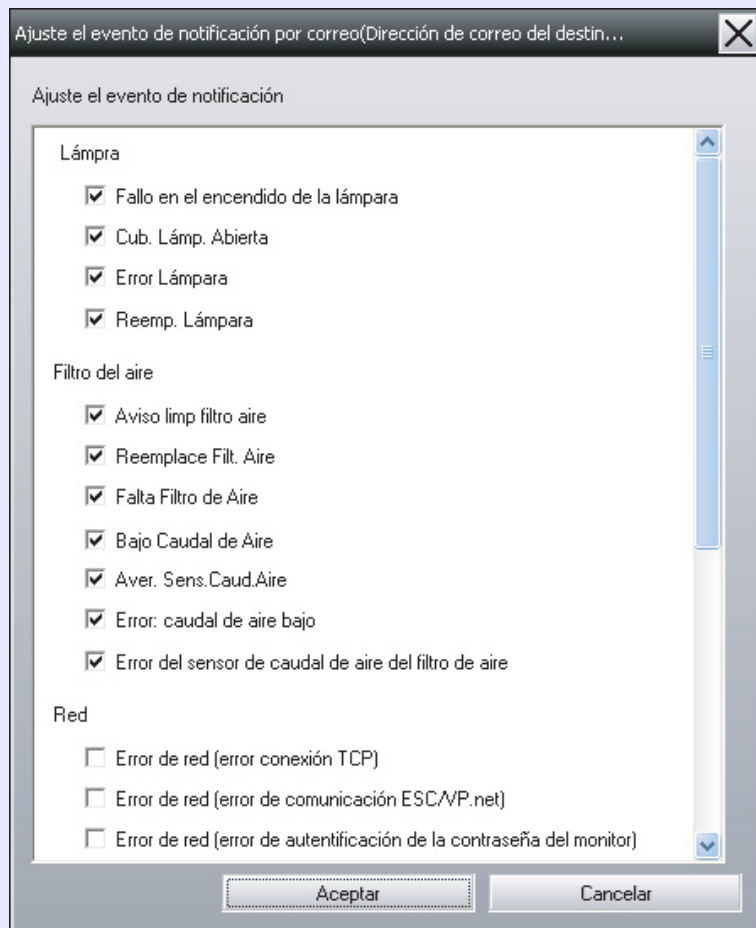 Ajuste el evento de notificación por correo(Dirección de correo del destin...
Ajuste el evento de notificación
Lámpra
Fallo en el encendido de la lámpara
Cub. Lámp. Abierta
Error Lámpara
Reemp. Lámpara
Filtro del aire
Aviso limp filtro aire
Reemplace Filt. Aire
Falta Filtro de Aire
Bajo Caudal de Aire
Aver. Sens.Caud.Aire
Error: caudal de aire bajo
Error del sensor de caudal de aire del filtro de aire
Red
Error de red (error conexión TCP)
Error de red (error de comunicación ESC/VP.net)
Error de red (error de autentificación de la contraseña del monitor)
Aceptar Cancelar